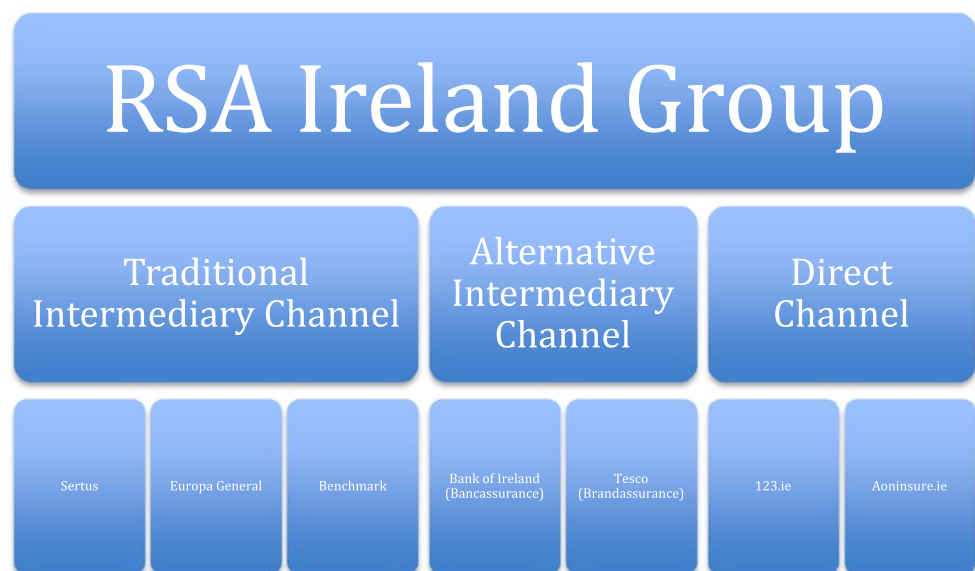 RSA Ireland Group
Traditional
Intermediary Channel
Alternative
Intermediary
Channel
Direct
Channel
Sertus
Europa General
Benchmark
Bank of Ireland
(Bancassurance)
Tesco
(Brandassurance)
123.ie
Aoninsure.ie